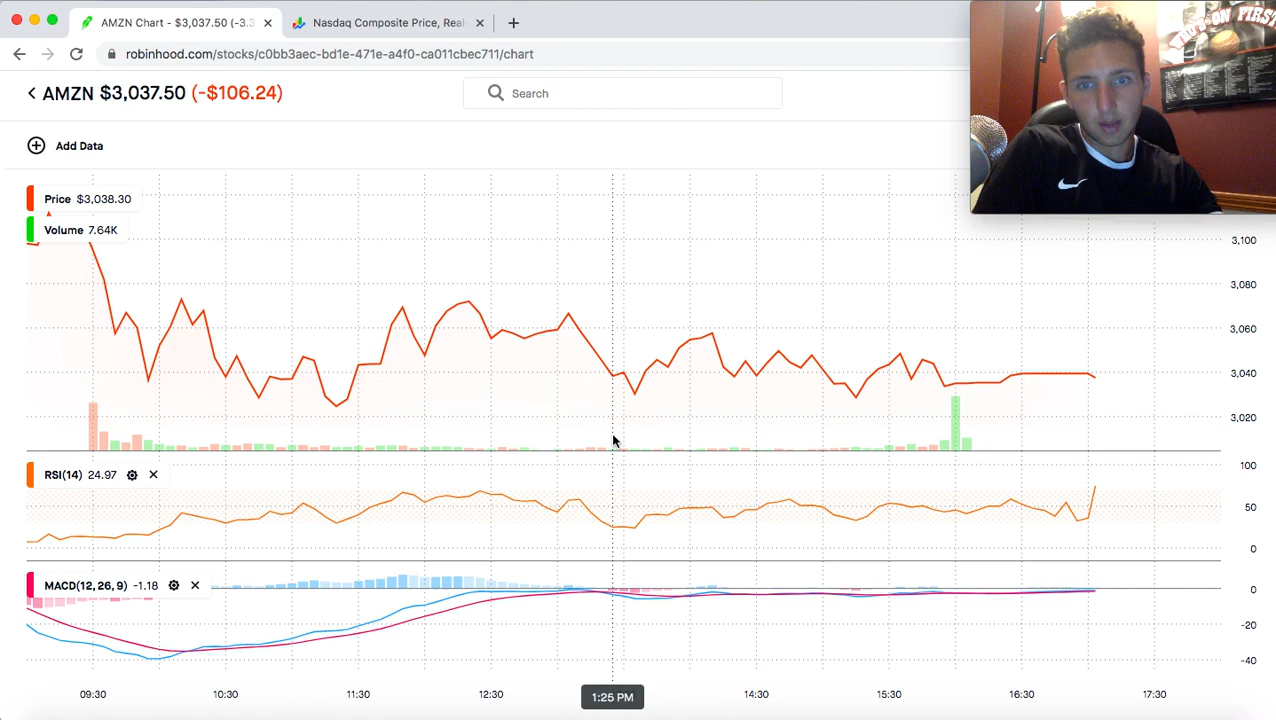 AMZN Chart - $3,037.50 (-3.3
Nasdaq Composite Price, Real-
robinhood.com/stocks/c0bb3aec-bd1e-471e-a4f0-ca011cbec711/chart
AMZN $3,037.50 (-$106.24)
Search
WHO'S ON FIRST
Add Data
Price $3,038.30
Volume 7.64K
3,100
3,080
3,060
3,040
3,020
RSI(14) 24.97
100
50
0
MACD(12, 26, 9) -1.18
0
-20
-40
09:30
10:30
11:30
12:30
1:25 PM
14:30
15:30
16:30
17:30